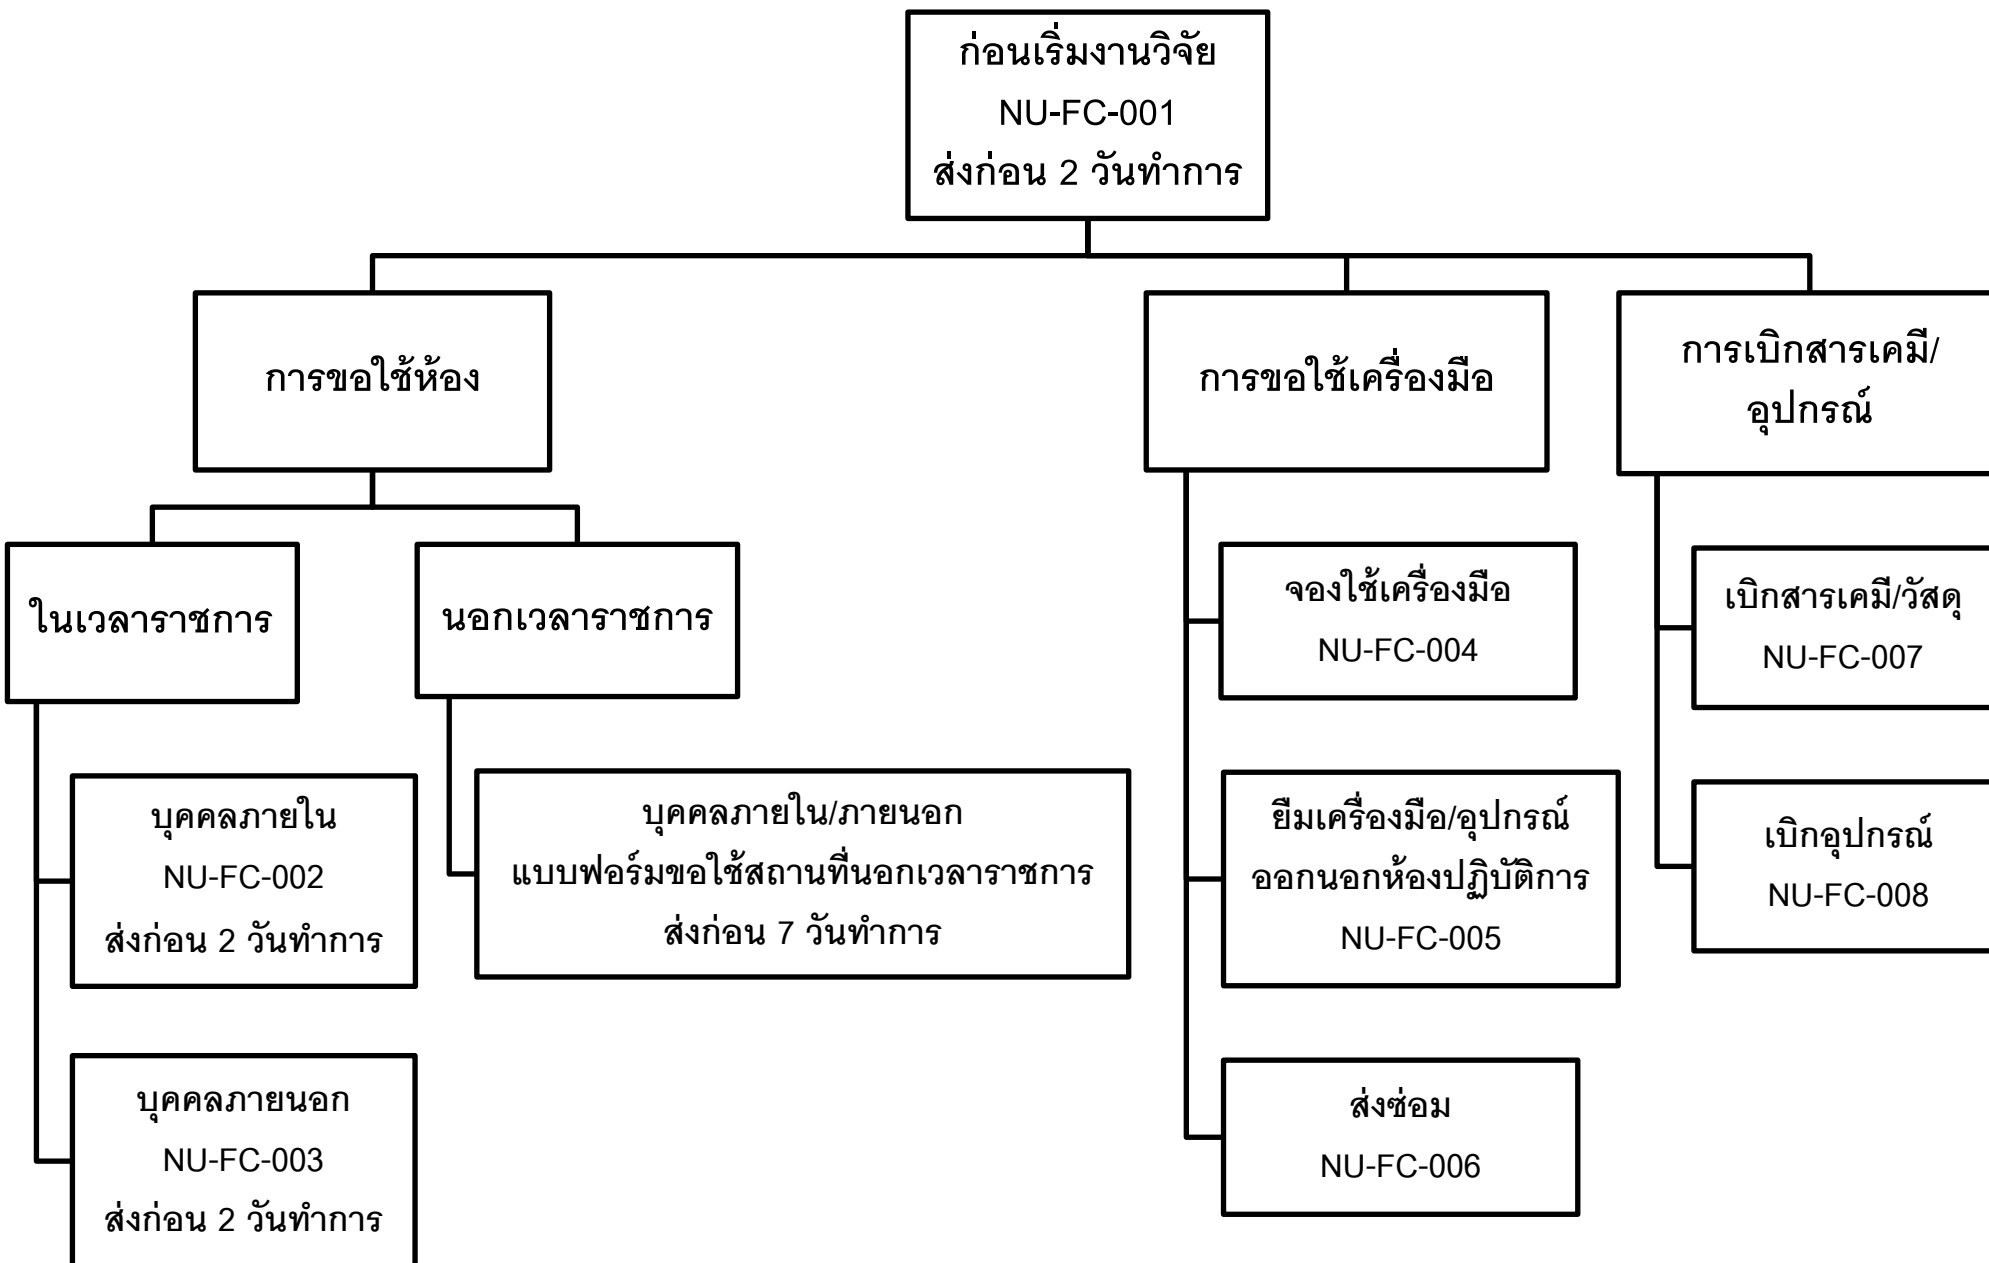 ก่อนเริ่มงานวิจัย
NU-FC-001
ส่งก่อน 2 วันทำการ
การขอใช้ห้อง
การขอใช้เครื่องมือ
การเบิกสารเคมี/
อุปกรณ์
ในเวลาราชการ
นอกเวลาราชการ
บุคคลภายใน
NU-FC-002
ส่งก่อน 2 วันทำการ
บุคคลภายนอก
NU-FC-003
ส่งก่อน 2 วันทำการ
บุคคลภายใน/ภายนอก
แบบฟอร์มขอใช้สถานที่นอกเวลาราชการ
ส่งก่อน 7 วันทำการ
จองใช้เครื่องมือ
NU-FC-004
ยืมเครื่องมือ/อุปกรณ์
ออกนอกห้องปฏิบัติการ
NU-FC-005
ส่งซ่อม
NU-FC-006
เบิกสารเคมี/วัสดุ
NU-FC-007
เบิกอุปกรณ์
NU-FC-008